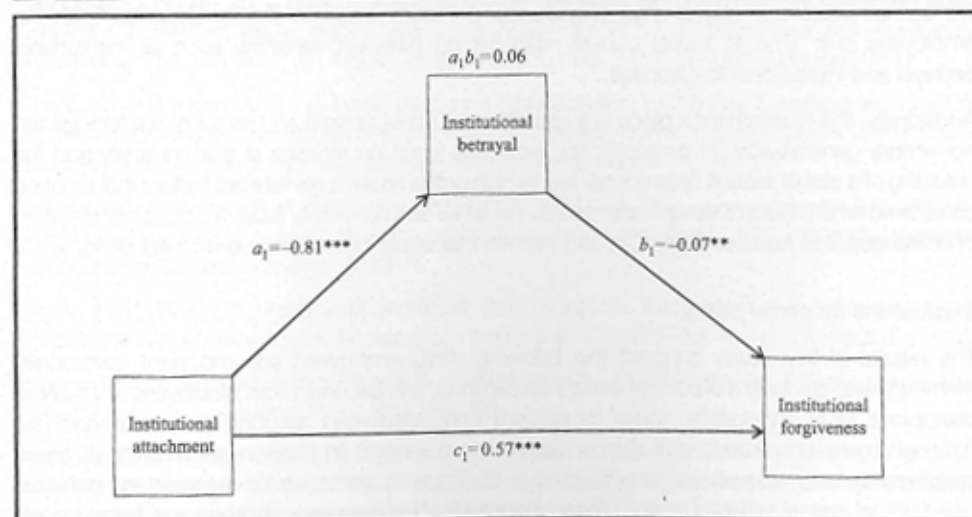 a₁b₁=0.06
Institutional
betrayal
a₁=−0.81***
b₁=−0.07**
Institutional
attachment
c₁=0.57***
Institutional
forgiveness